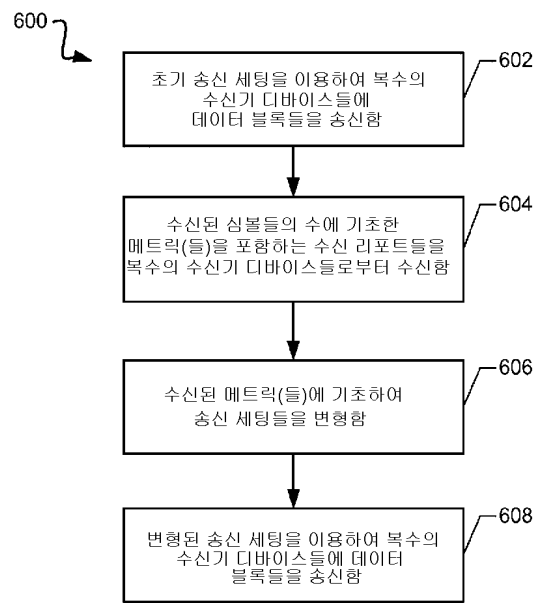 600
초기 송신 세팅을 이용하여 복수의
수신기 디바이스들에
데이터 블록들을 송신함
602
수신된 심볼들의 수에 기초한
메트릭(들)을 포함하는 수신 리포트들을
복수의 수신기 디바이스들로부터 수신함
604
수신된 메트릭(들)에 기초하여
송신 세팅들을 변형함
606
변형된 송신 세팅을 이용하여 복수의
수신기 디바이스들에 데이터
블록들을 송신함
608